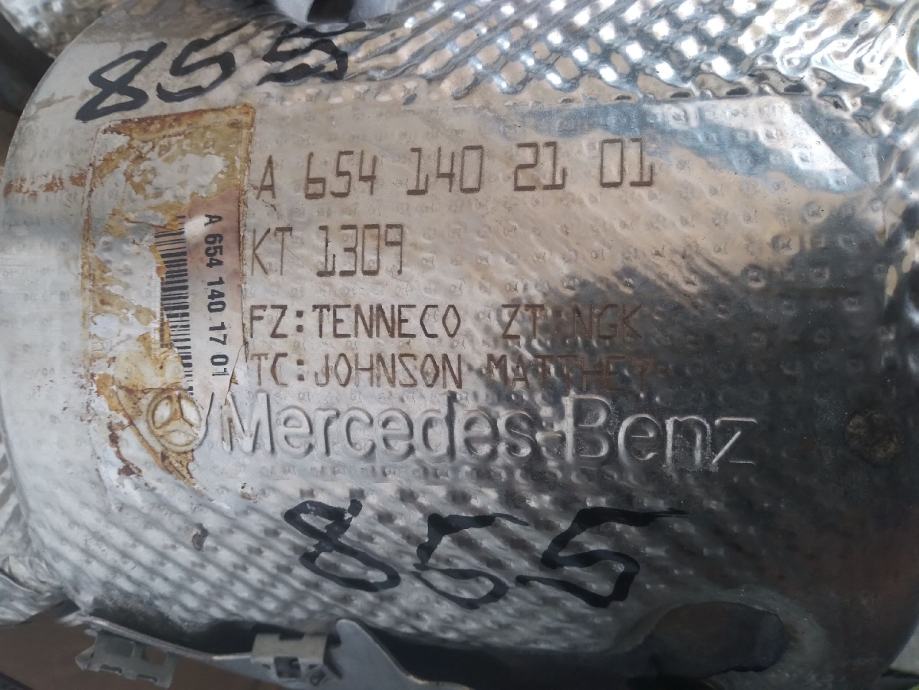 855
A 654 140 21 01
KT 1309
A 654 140 17 01
FZ:TENNECO ZT:NGK
TC:JOHNSON MATTHEY
Mercedes-Benz
855